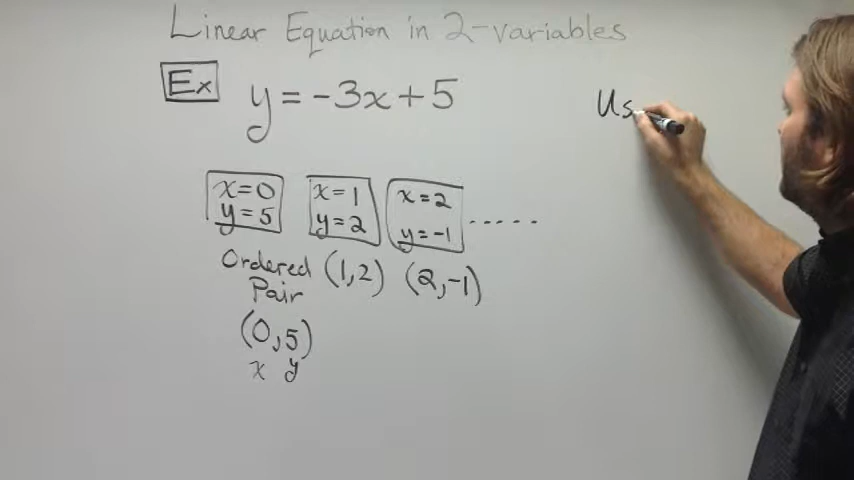 Linear Equation in 2-variables
Ex y = -3x + 5
Us
x = 0 x = 1 x = 2
y = 5 y = 2 y = -1 .....
Ordered (1,2) (2,-1)
Pair
(0,5)
x y